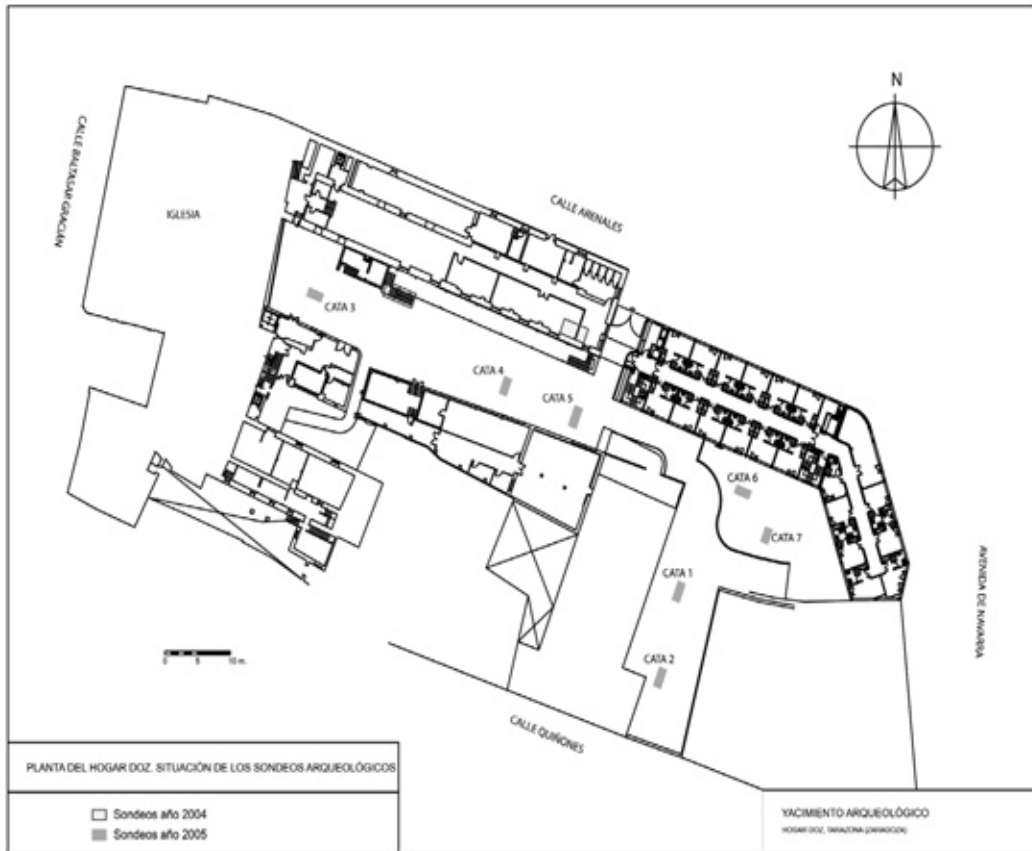 N
CALLE BALTASAR GRACIÁN
IGLESIA
CALLE ARENALES
CATA 3
CATA 4
CATA 5
CATA 6
CATA 7
CATA 1
CATA 2
AVENIDA DE NAVARRA
0 5 10 m.
CALLE QUIÑONES
PLANTA DEL HOGAR DOZ. SITUACIÓN DE LOS SONDEOS ARQUEOLÓGICOS
Sondeos año 2004
Sondeos año 2005
YACIMIENTO ARQUEOLÓGICO
HOGAR DOZ, TARAZONA (ZARAGOZA)